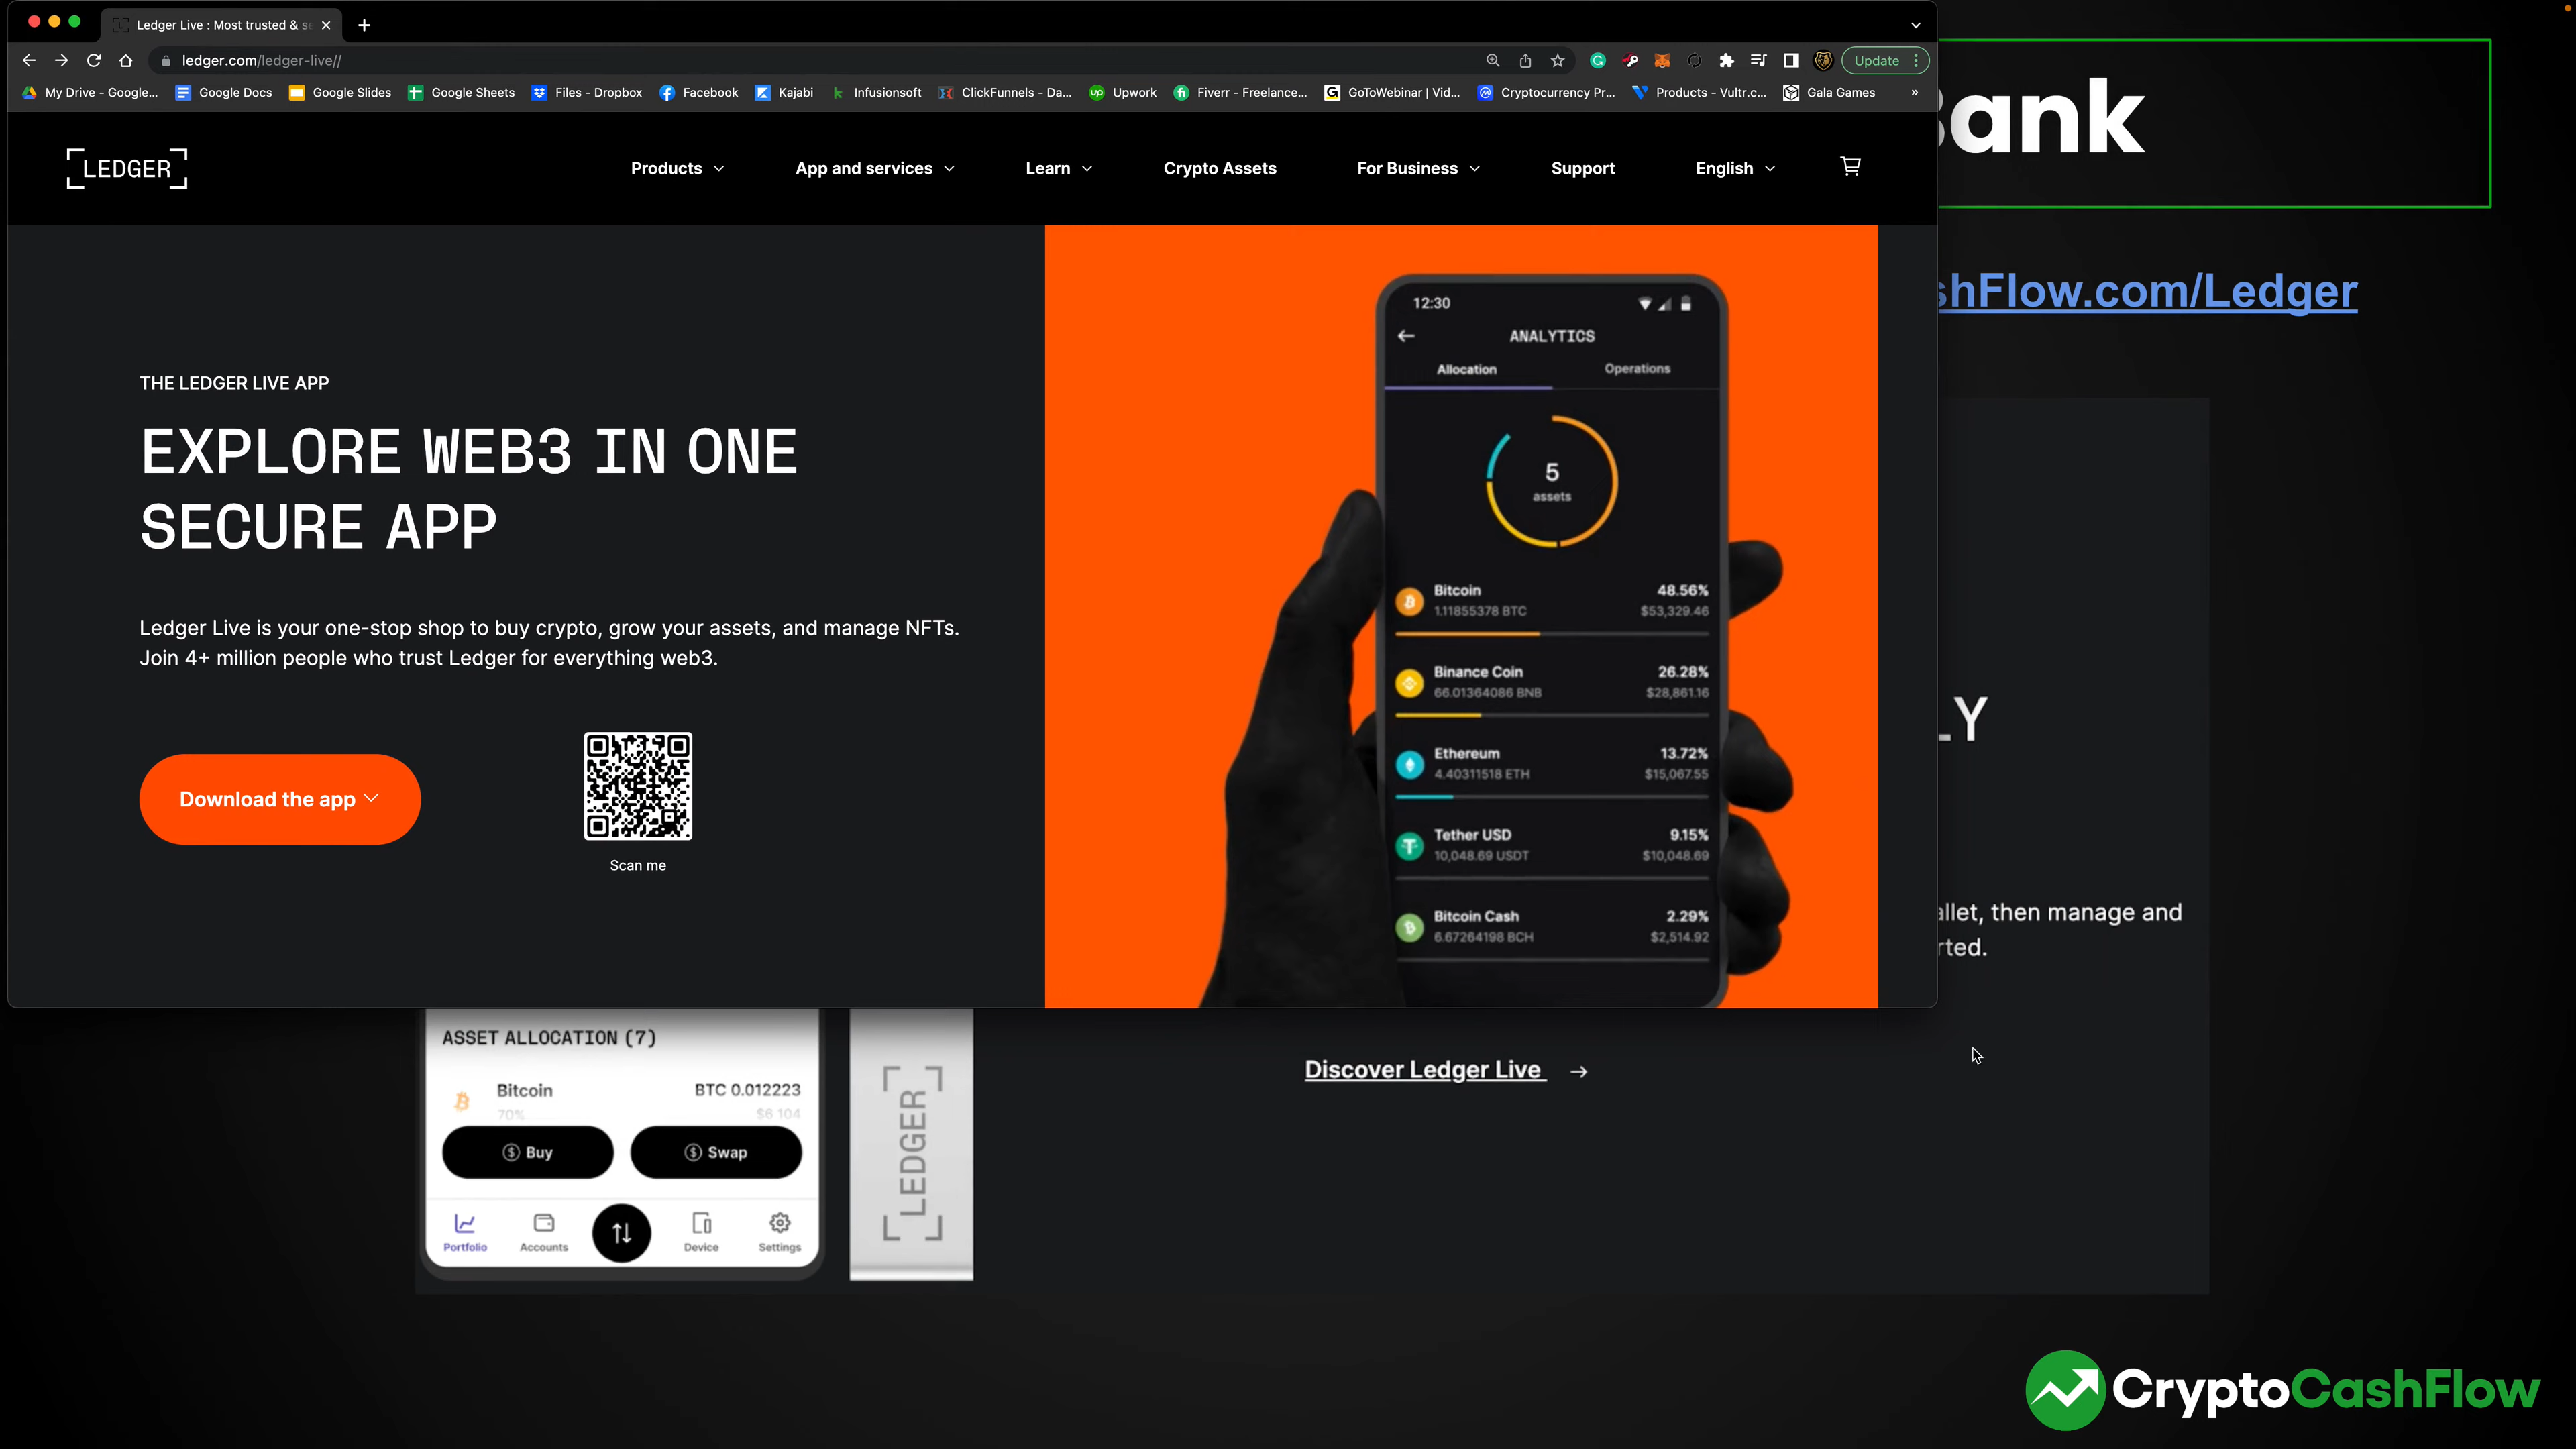 Ledger Live : Most trusted & se
ledger.com/ledger-live//
Update
My Drive - Google... Google Docs Google Slides Google Sheets Files - Dropbox Facebook Kajabi Infusionsoft ClickFunnels - Da... Upwork Fiverr - Freelance... GoToWebinar | Vid... Cryptocurrency Pr... Products - Vultr.c... Gala Games »
ank
LEDGER
Products App and services Learn Crypto Assets For Business Support English
shFlow.com/Ledger
THE LEDGER LIVE APP
EXPLORE WEB3 IN ONE
SECURE APP
Ledger Live is your one-stop shop to buy crypto, grow your assets, and manage NFTs.
Join 4+ million people who trust Ledger for everything web3.
Download the app
Scan me
12:30
ANALYTICS
Allocation Operations
5
assets
Bitcoin 48.56%
1.11855378 BTC $53,329.46
Binance Coin 26.28%
66.01364086 BNB $28,861.16
Ethereum 13.72%
4.40311518 ETH $15,067.55
Tether USD 9.15%
10,048.69 USDT $10,048.69
Bitcoin Cash 2.29%
6.67264198 BCH $2,514.92
LY
allet, then manage and
rted.
ASSET ALLOCATION (7)
Bitcoin BTC 0.012223
70% $6 104
Buy Swap
Portfolio Accounts Device Settings
LEDGER
Discover Ledger Live
CryptoCashFlow